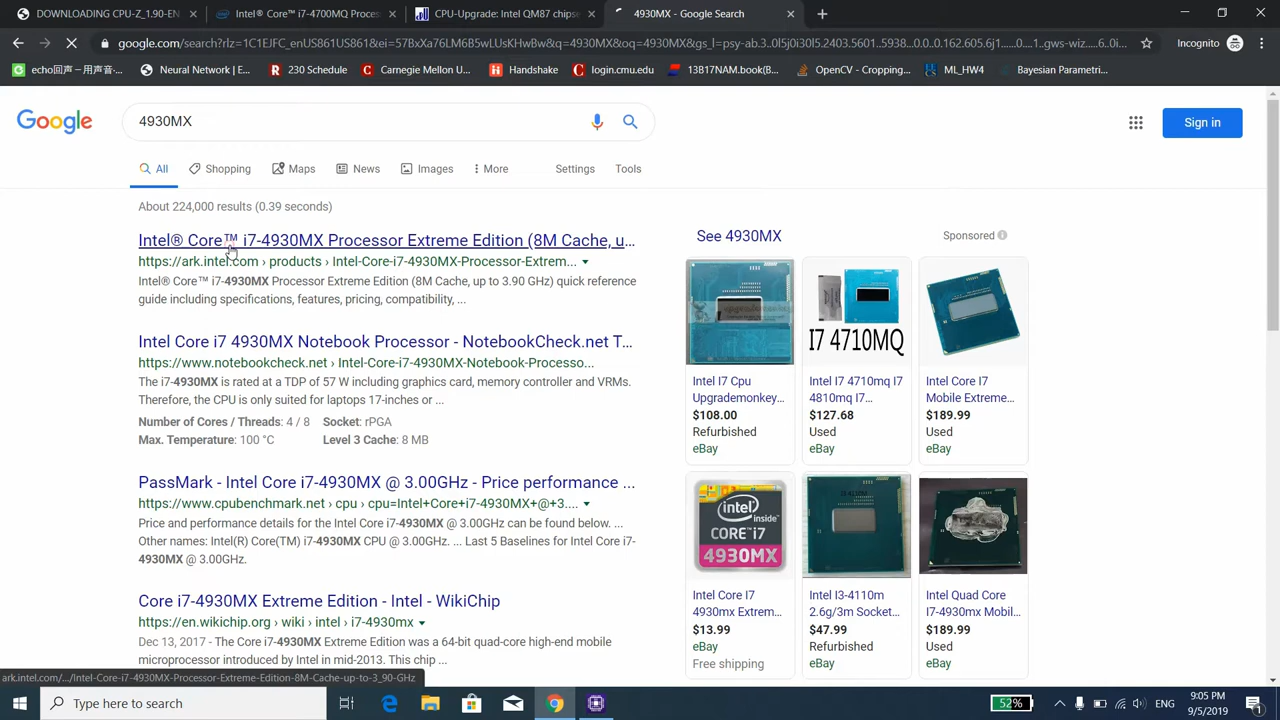 DOWNLOADING CPU-Z_1.90-EN
Intel® Core™ i7-4700MQ Proces
CPU-Upgrade: Intel QM87 chipse
4930MX - Google Search
google.com/search?rlz=1C1EJFC_enUS861US861&ei=57BxXa76LM6B5wLUsKHwBw&q=4930MX&oq=4930MX&gs_l=psy-ab.3..0l5j0i30l5.2403.5601..5938...0.0..0.162.605.6j1......0....1..gws-wiz.....6..0i...
Incognito
echo回一 - 用声音...
Neural Network | E...
230 Schedule
Carnegie Mellon Un...
Handshake
login.cmu.edu
13B17NAM.book(B...
OpenCV - Cropping...
ML_HW4
Bayesian Parametri...
Google
4930MX
Sign in
All
Shopping
Maps
News
Images
More
Settings
Tools
About 224,000 results (0.39 seconds)
Intel® Core™ i7-4930MX Processor Extreme Edition (8M Cache, u...
https://ark.intel.com › products › Intel-Core-i7-4930MX-Processor-Extrem...
Intel® Core™ i7-4930MX Processor Extreme Edition (8M Cache, up to 3.90 GHz) quick reference
guide including specifications, features, pricing, compatibility, ...
Intel Core i7 4930MX Notebook Processor - NotebookCheck.net T...
https://www.notebookcheck.net › Intel-Core-i7-4930MX-Notebook-Processo...
The i7-4930MX is rated at a TDP of 57 W including graphics card, memory controller and VRMs.
Therefore, the CPU is only suited for laptops 17-inches or ...
Number of Cores / Threads: 4 / 8 Socket: rPGA
Max. Temperature: 100 °C Level 3 Cache: 8 MB
PassMark - Intel Core i7-4930MX @ 3.00GHz - Price performance ...
https://www.cpubenchmark.net › cpu › cpu=Intel+Core+i7-4930MX+@+3....
Price and performance details for the Intel Core i7-4930MX @ 3.00GHz can be found below. ...
Other names: Intel(R) Core(TM) i7-4930MX CPU @ 3.00GHz. ... Last 5 Baselines for Intel Core i7-
4930MX @ 3.00GHz.
Core i7-4930MX Extreme Edition - Intel - WikiChip
https://en.wikichip.org › wiki › intel › i7-4930mx
Dec 13, 2017 - The Core i7-4930MX Extreme Edition was a 64-bit quad-core high-end mobile
microprocessor introduced by Intel in mid-2013. This chip ...
See 4930MX
Sponsored
I7 4710MQ
Intel I7 Cpu
Upgrademonkey...
$108.00
Refurbished
eBay
Intel I7 4710mq I7
4810mq I7...
$127.68
Used
eBay
Intel Core I7
Mobile Extreme...
$189.99
Used
eBay
intel
inside™
CORE™i7
4930MX
Intel Core I7
4930mx Extrem...
$13.99
eBay
Free shipping
Intel I3-4110m
2.6g/3m Socket...
$47.99
Refurbished
eBay
Intel Quad Core
I7-4930mx Mobil...
$189.99
Used
eBay
ark.intel.com/.../Intel-Core-i7-4930MX-Processor-Extreme-Edition-8M-Cache-up-to-3_90-GHz
Type here to search
52%
ENG
9:05 PM
9/5/2019
1